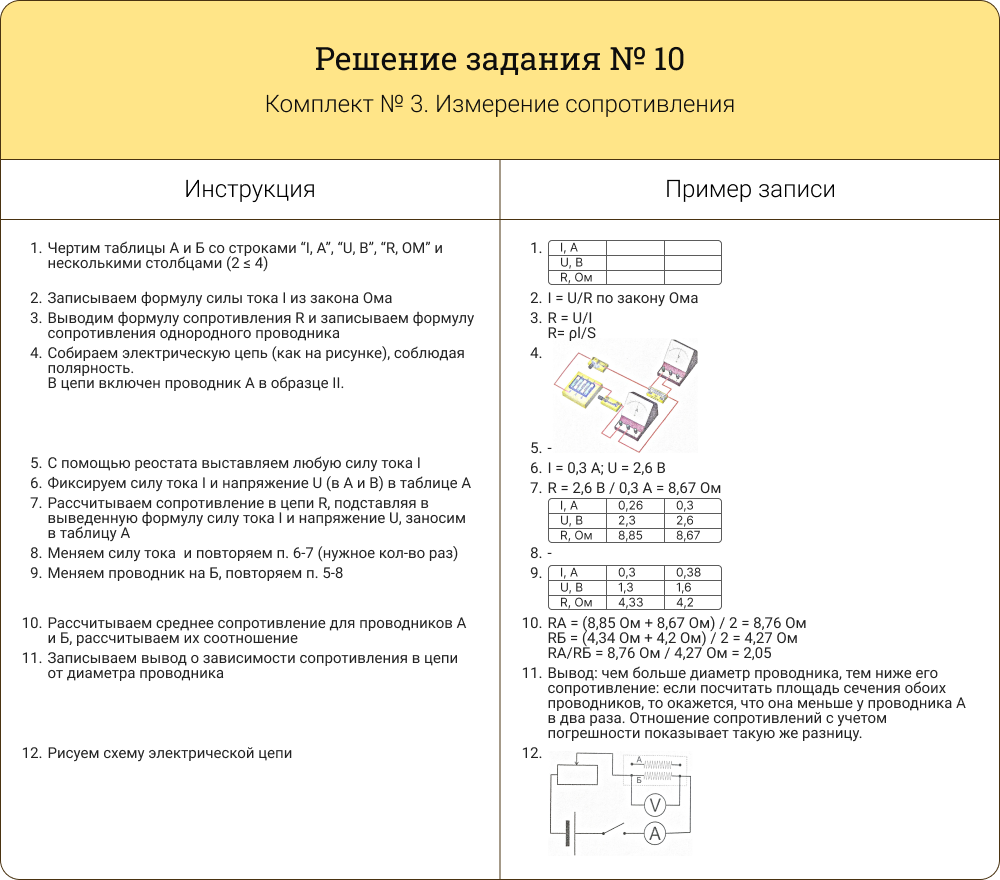 Решение задания № 10
Комплект № 3. Измерение сопротивления
Инструкция
1. Чертим таблицы А и Б со строками “I, А”, “U, В”, “R, ОМ” и
несколькими столбцами (2 ≤ 4)
2. Записываем формулу силы тока I из закона Ома
3. Выводим формулу сопротивления R и записываем формулу
сопротивления однородного проводника
4. Собираем электрическую цепь (как на рисунке), соблюдая
полярность.
В цепи включен проводник А в образце II.
5. С помощью реостата выставляем любую силу тока I
6. Фиксируем силу тока I и напряжение U (в А и В) в таблице А
7. Рассчитываем сопротивление в цепи R, подставляя в
выведенную формулу силу тока I и напряжение U, заносим
в таблицу А
8. Меняем силу тока и повторяем п. 6-7 (нужное кол-во раз)
9. Меняем проводник на Б, повторяем п. 5-8
10. Рассчитываем среднее сопротивление для проводников А
и Б, рассчитываем их соотношение
11. Записываем вывод о зависимости сопротивления в цепи
от диаметра проводника
12. Рисуем схему электрической цепи
Пример записи
1. I, А
U, В
R, Ом
2. I = U/R по закону Ома
3. R = U/I
R= ρl/S
4.
5. -
6. I = 0,3 А; U = 2,6 В
7. R = 2,6 В / 0,3 А = 8,67 Ом
I, А 0,26 0,3
U, В 2,3 2,6
R, Ом 8,85 8,67
8. -
9. I, А 0,3 0,38
U, В 1,3 1,6
R, Ом 4,33 4,2
10. RА = (8,85 Ом + 8,67 Ом) / 2 = 8,76 Ом
RБ = (4,34 Ом + 4,2 Ом) / 2 = 4,27 Ом
RА/RБ = 8,76 Ом / 4,27 Ом = 2,05
11. Вывод: чем больше диаметр проводника, тем ниже его
сопротивление: если посчитать площадь сечения обоих
проводников, то окажется, что она меньше у проводника А
в два раза. Отношение сопротивлений с учетом
погрешности показывает такую же разницу.
12.
А
Б
V
A